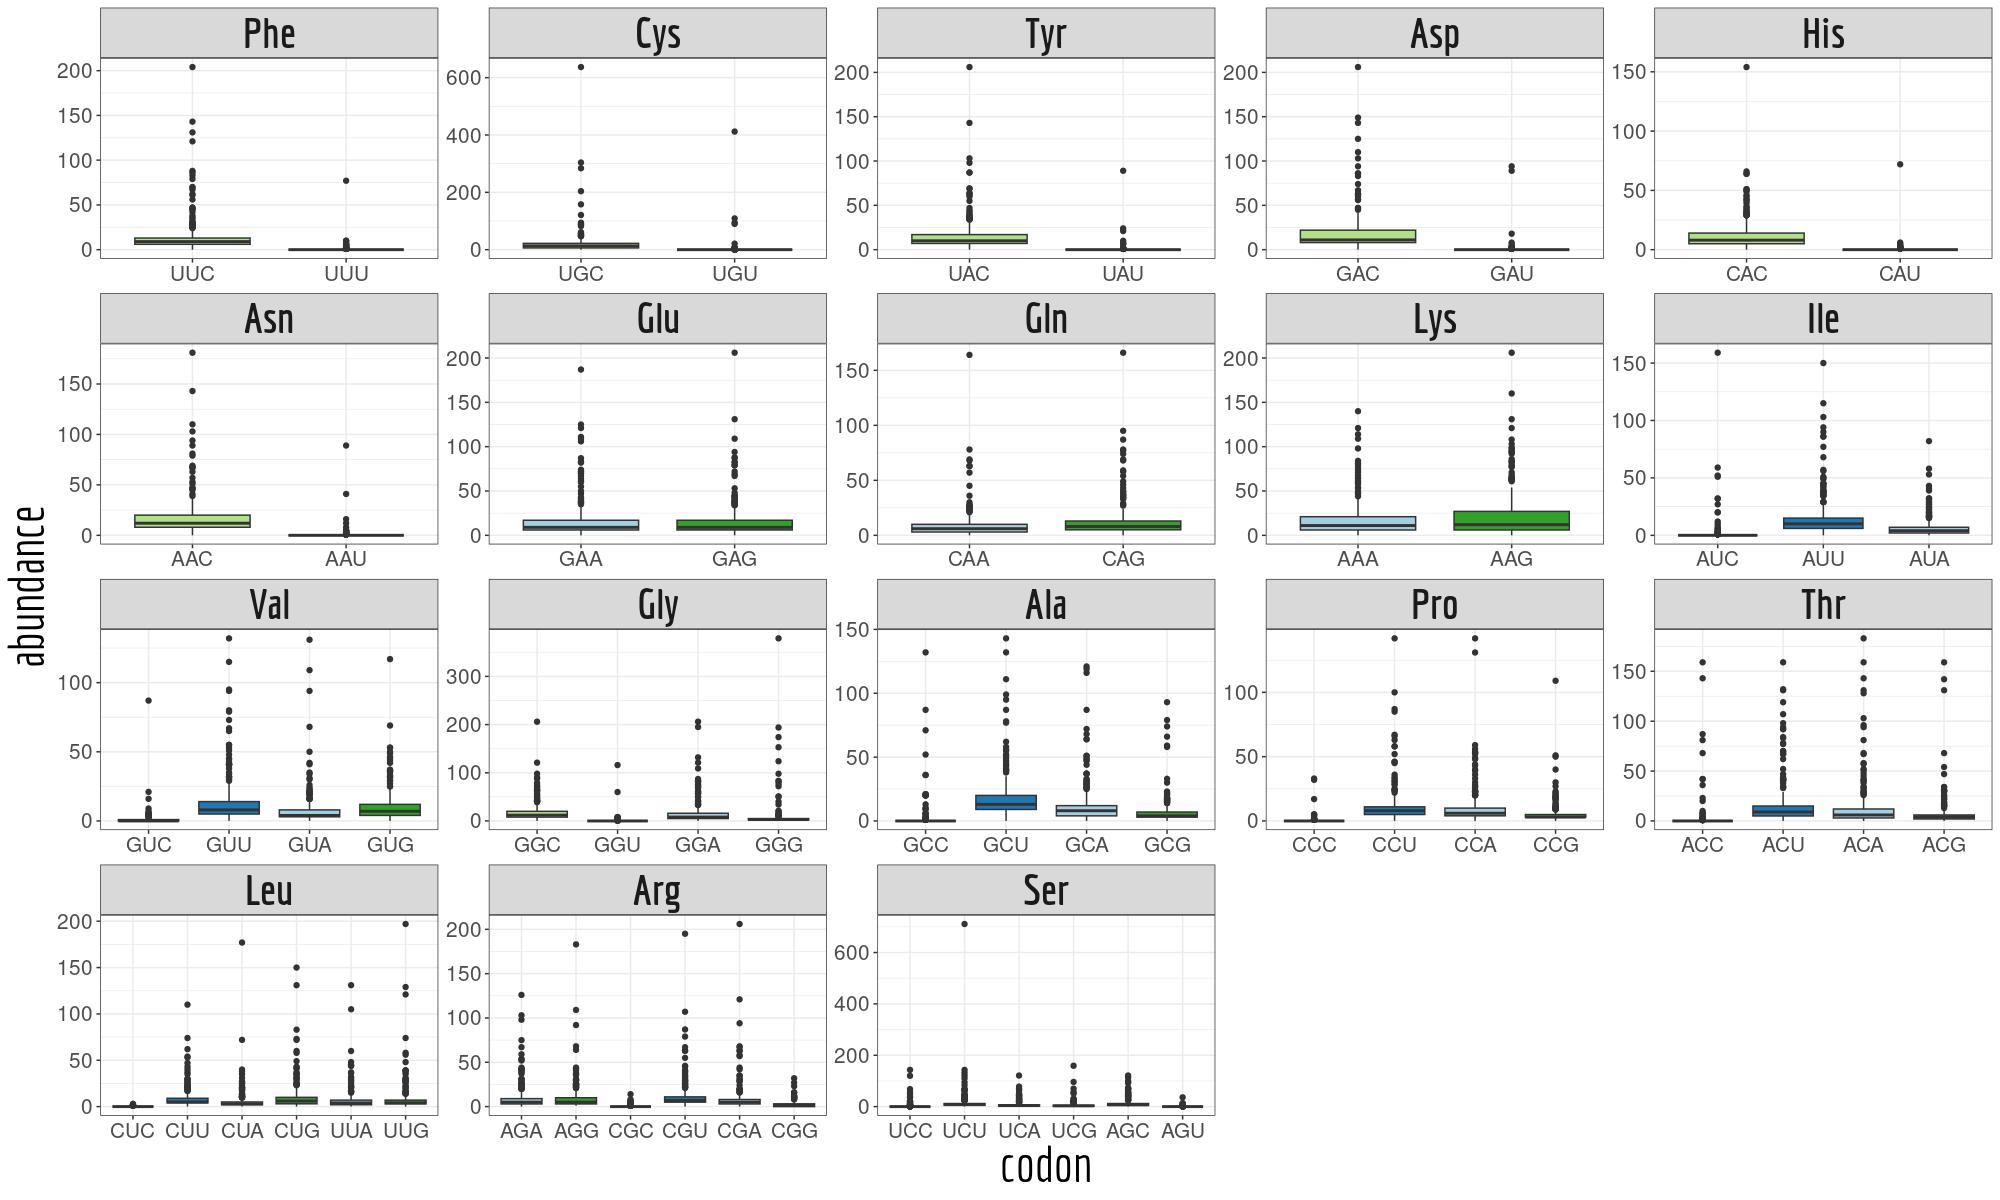 Phe Cys Tyr Asp His
200 150 100 50 0
600 400 200 0
200 150 100 50 0
200 150 100 50 0
150 100 50 0
UUC UUU UGC UGU UAC UAU GAC GAU CAC CAU
Asn Glu Gln Lys Ile
150 100 50 0
200 150 100 50 0
150 100 50 0
200 150 100 50 0
150 100 50 0
AAC AAU GAA GAG CAA CAG AAA AAG AUC AUU AUA
abundance
Val Gly Ala Pro Thr
100 50 0
300 200 100 0
150 100 50 0
100 50 0
150 100 50 0
GUC GUU GUA GUG GGC GGU GGA GGG GCC GCU GCA GCG CCC CCU CCA CCG ACC ACU ACA ACG
Leu Arg Ser
200 150 100 50 0
200 150 100 50 0
600 400 200 0
CUC CUU CUA CUG UUA UUG AGA AGG CGC CGU CGA CGG UCC UCU UCA UCG AGC AGU
codon